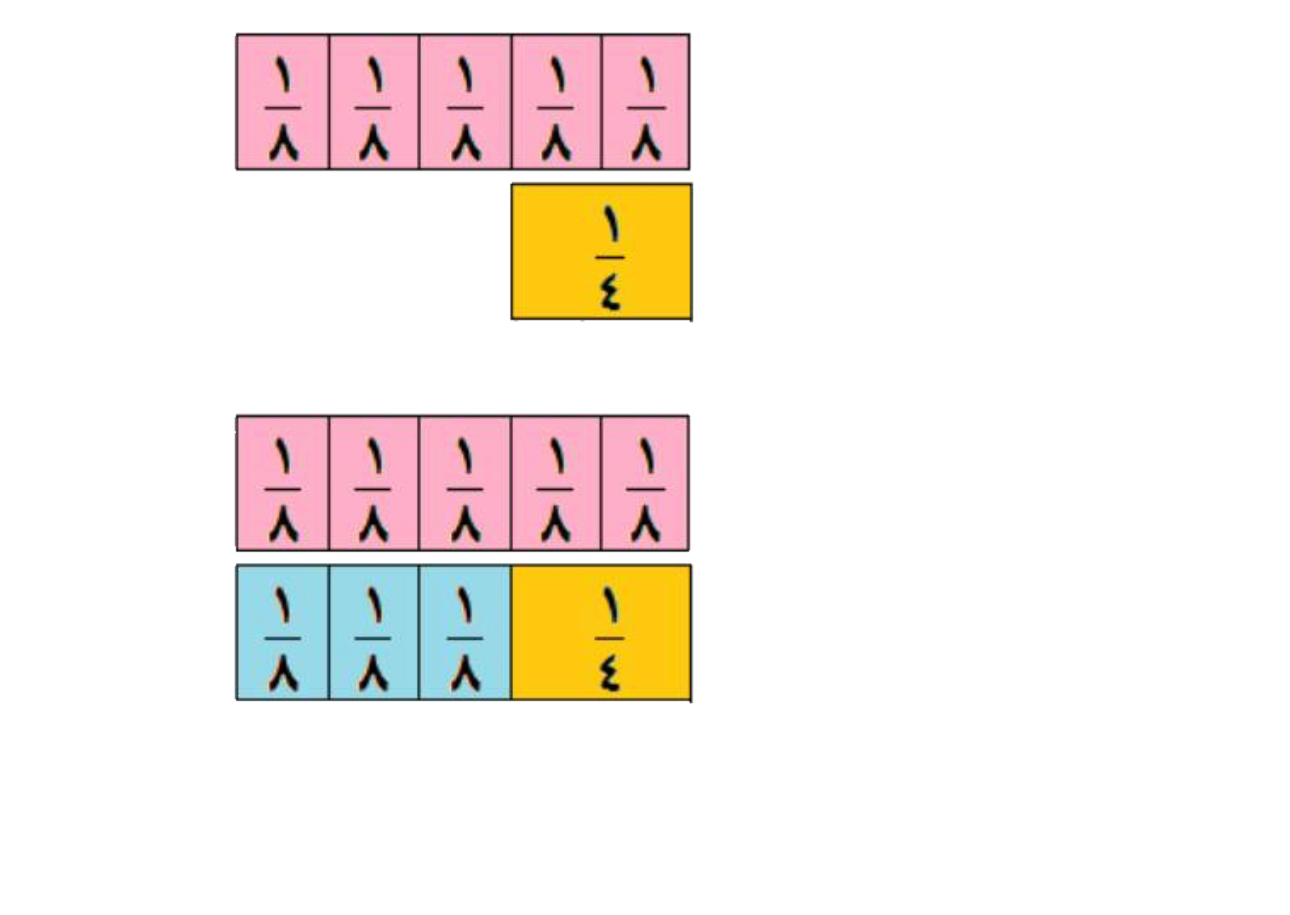 ١ ١ ١ ١ ١
٨ ٨ ٨ ٨ ٨
١
٤
١ ١ ١ ١ ١
٨ ٨ ٨ ٨ ٨
١ ١ ١ ١
٨ ٨ ٨ ٤